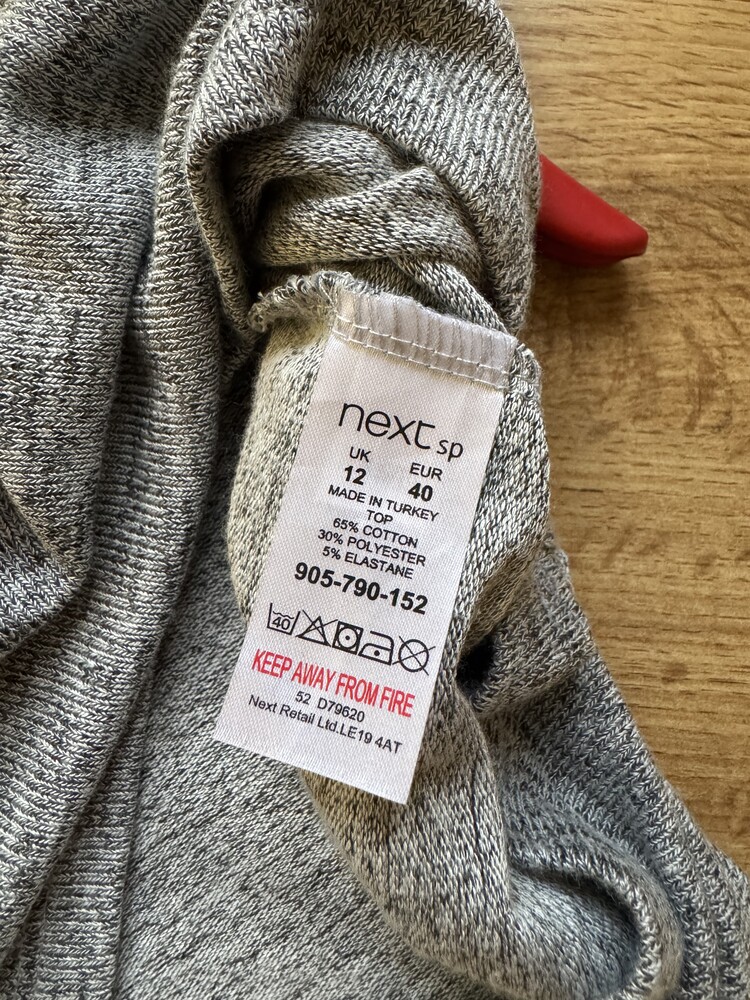 next sp
UK EUR
12 40
MADE IN TURKEY
TOP
65% COTTON
30% POLYESTER
5% ELASTANE
905-790-152
40
KEEP AWAY FROM FIRE
52 D79620
Next Retail Ltd.LE19 4AT